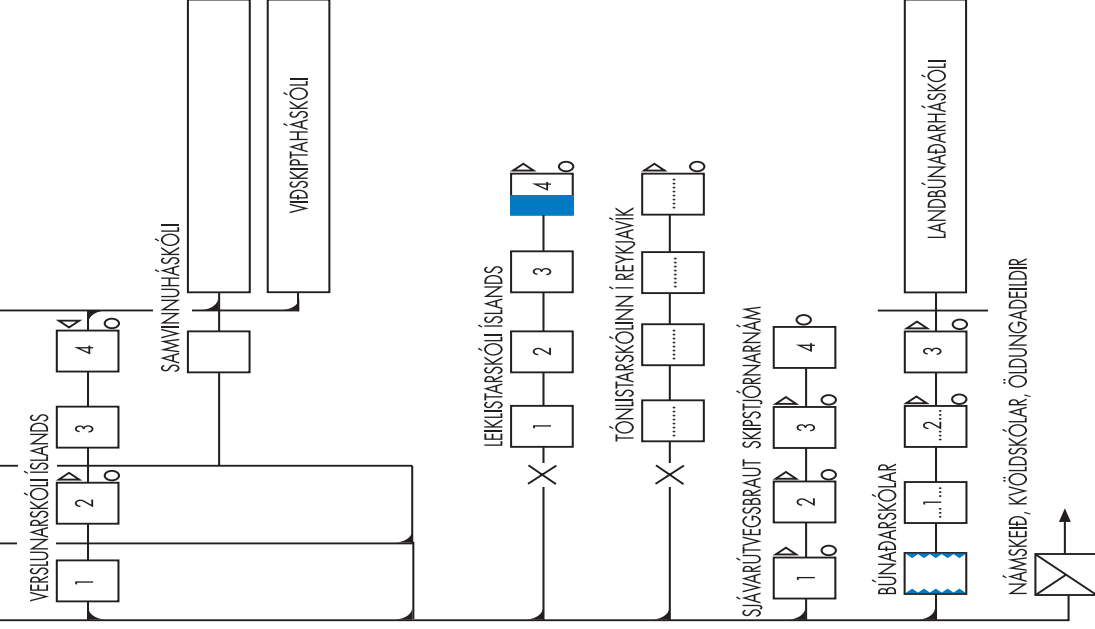 VERSLUNARSKÓLI ÍSLANDS
1
2
3
4
SAMVINNUHÁSKÓLI
VIÐSKIPTAHÁSKÓLI
LEIKLISTARSKÓLI ÍSLANDS
1
2
3
4
TÓNLISTARSKÓLINN Í REYKJAVÍK
SJÁVARÚTVEGSBRAUT SKIPSTJÓRNARNÁM
1
2
3
4
BÚNAÐARSKÓLAR
...1...
...2...
3
LANDBÚNAÐARHÁSKÓLI
NÁMSKEIÐ, KVÖLDSKÓLAR, ÖLDUNGADEILDIR